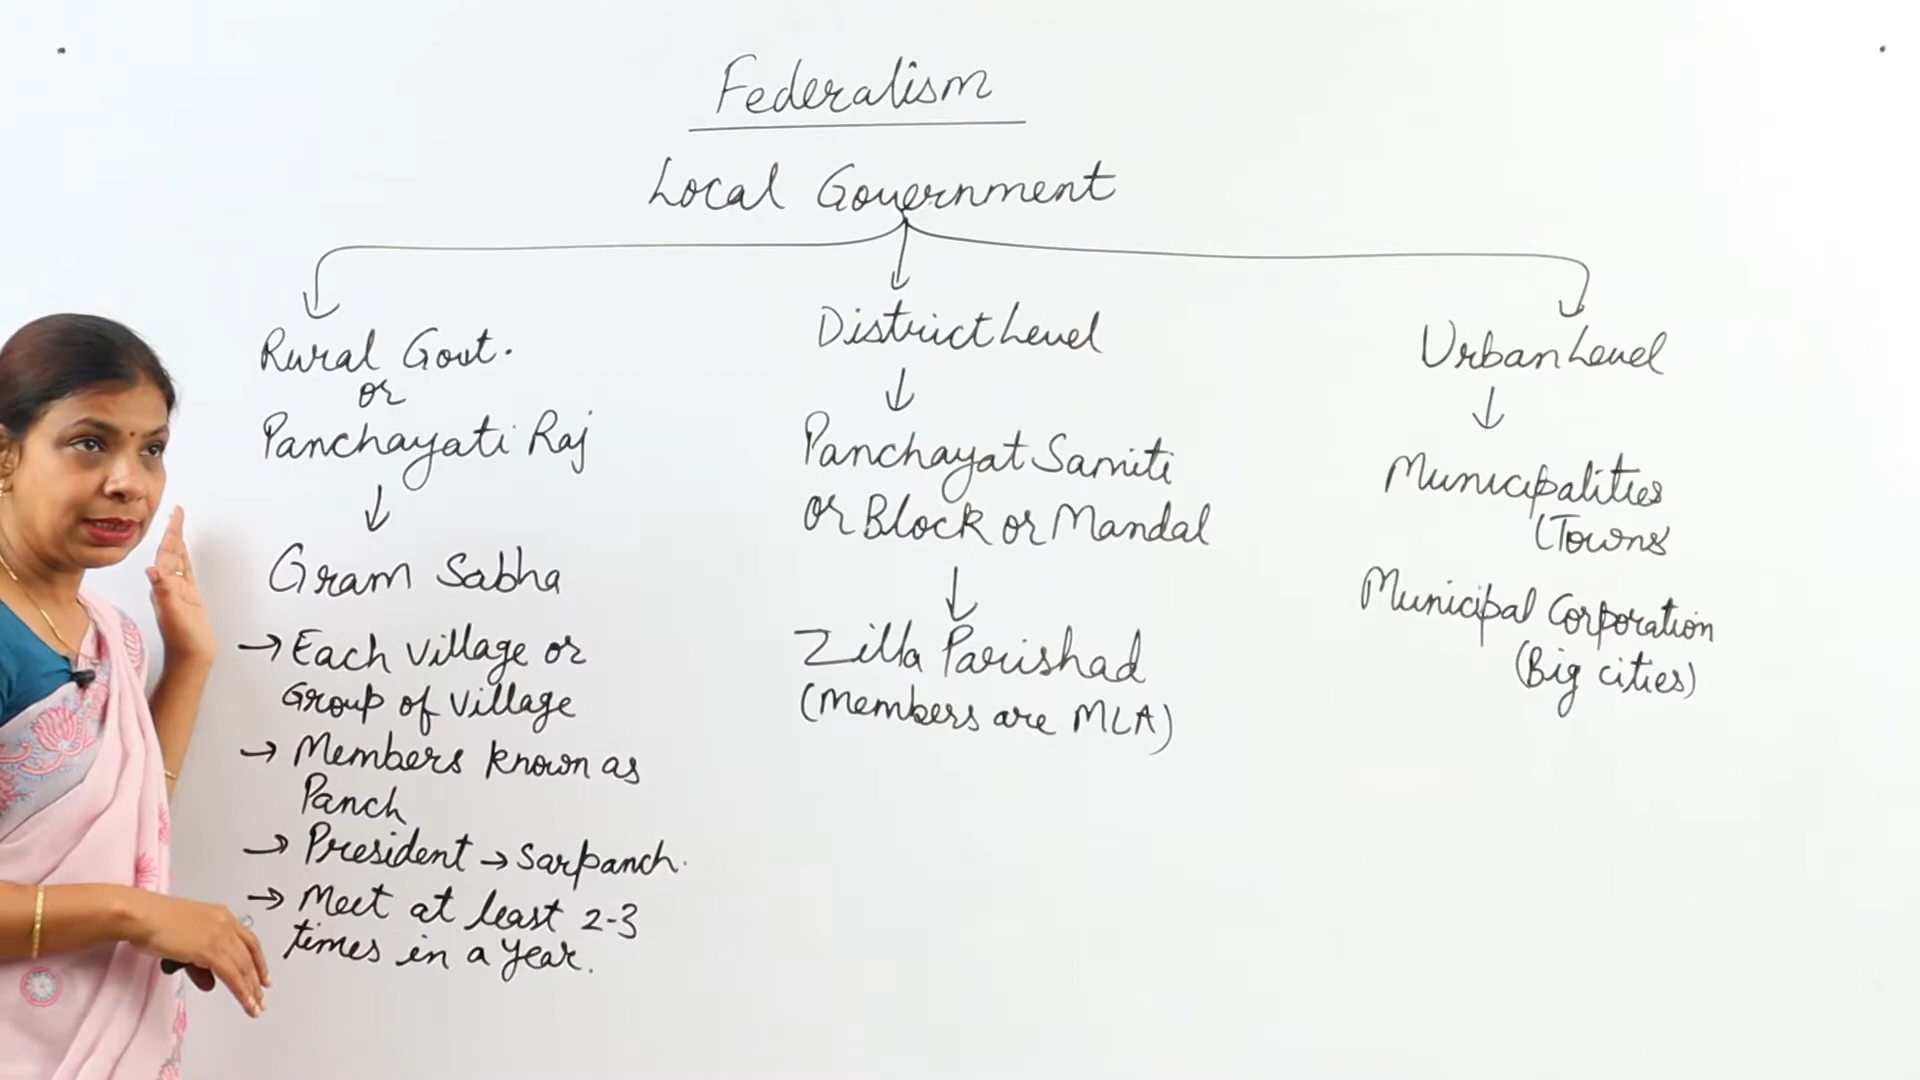 Federalism
Local Government
Rural Govt.
or
Panchayati Raj
Gram Sabha
→ Each village or
Group of village
→ Members known as
Panch
→ President → Sarpanch.
→ Meet at least 2-3
times in a year.
District Level
Panchayat Samiti
or Block or Mandal
Zilla Parishad
(Members are MLA)
Urban Level
Municipalities
(Towns
Municipal Corporation
(Big cities)